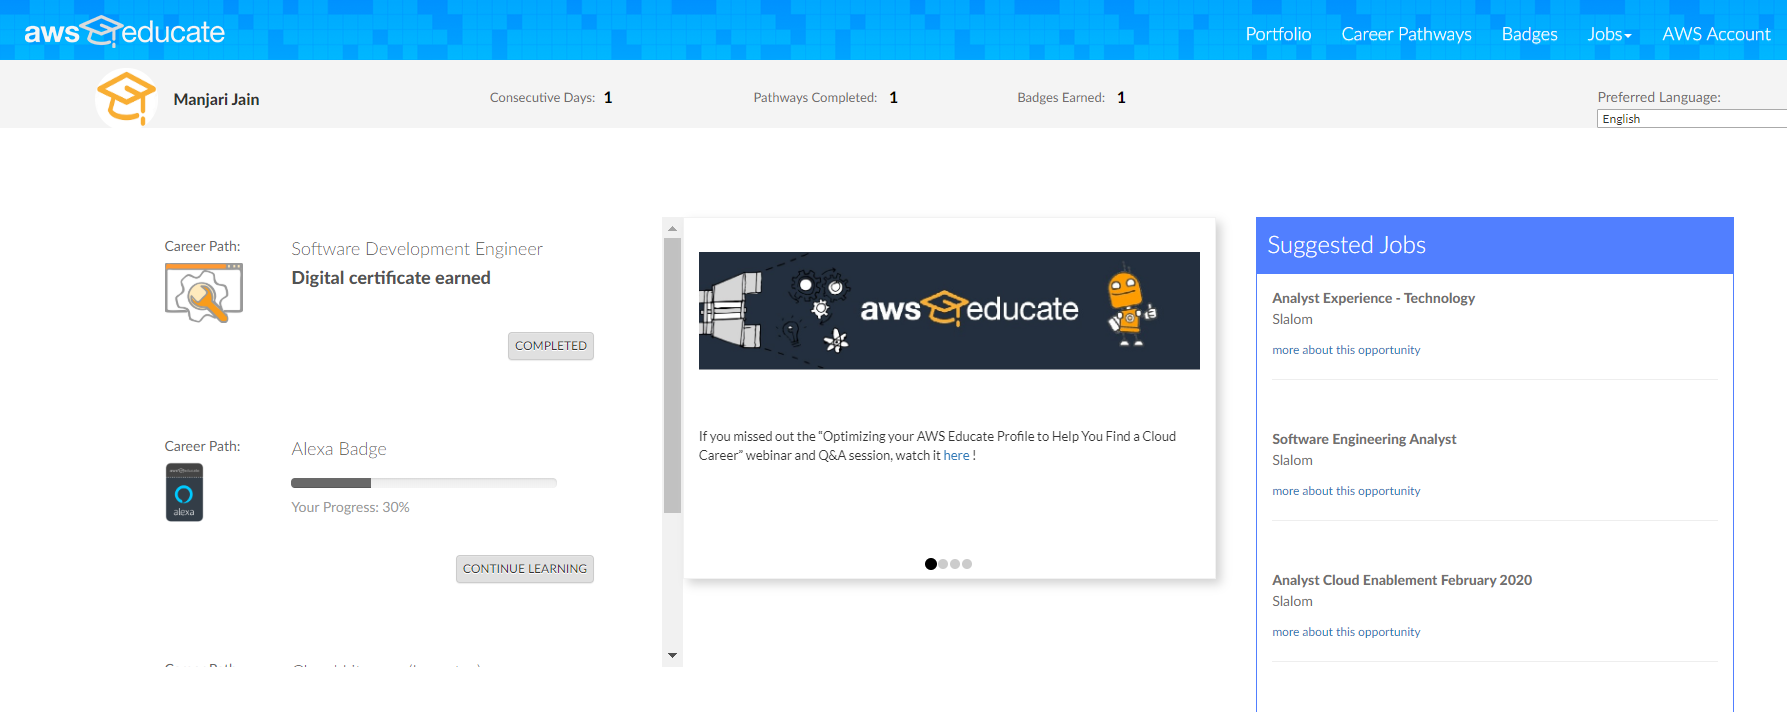 aws educate
Portfolio Career Pathways Badges Jobs AWS Account
Manjari Jain
Consecutive Days: 1
Pathways Completed: 1
Badges Earned: 1
Preferred Language:
English
Career Path:
Software Development Engineer
Digital certificate earned
COMPLETED
Career Path:
alexa
Alexa Badge
Your Progress: 30%
CONTINUE LEARNING
aws educate
If you missed out the “Optimizing your AWS Educate Profile to Help You Find a Cloud
Career” webinar and Q&A session, watch it here !
Suggested Jobs
Analyst Experience - Technology
Slalom
more about this opportunity
Software Engineering Analyst
Slalom
more about this opportunity
Analyst Cloud Enablement February 2020
Slalom
more about this opportunity